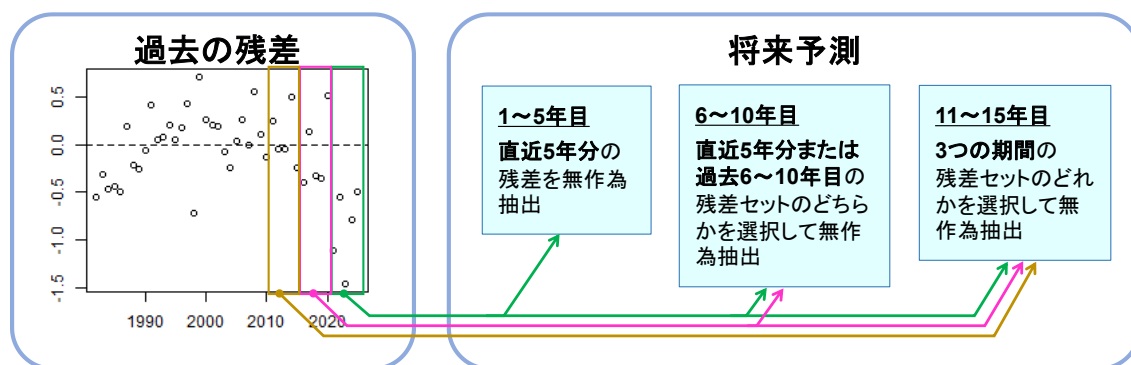 過去の残差
0.5
0.0
-0.5
-1.0
-1.5
1990 2000 2010 2020
将来予測
1～5年目
直近5年分の
残差を無作為
抽出
6～10年目
直近5年分または
過去6～10年目の
残差セットのどちら
かを選択して無作
為抽出
11～15年目
3つの期間の
残差セットのどれ
かを選択して無
作為抽出